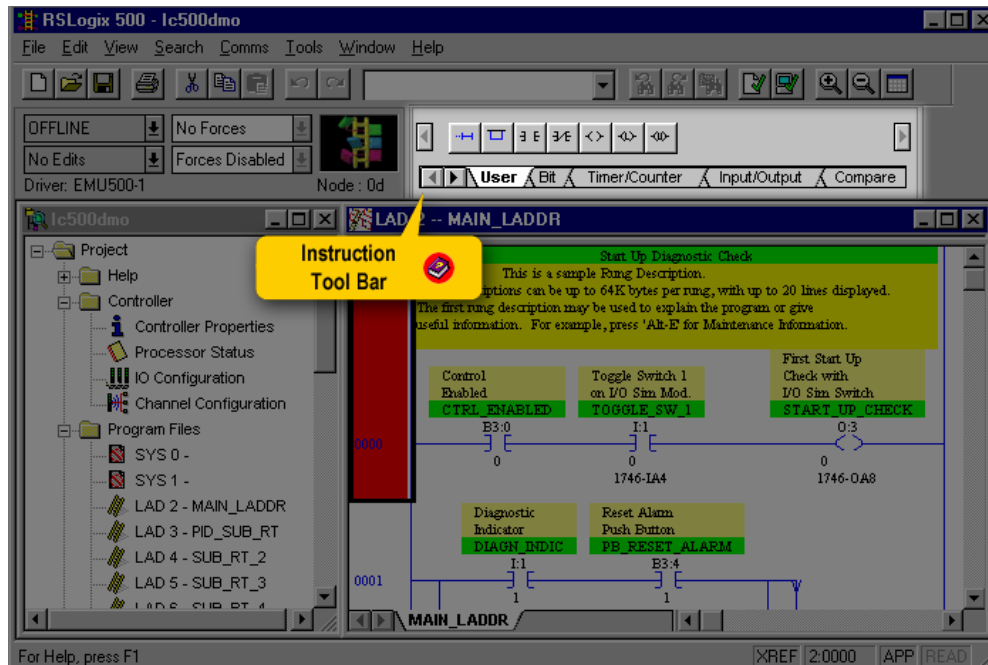 RSLogix 500 - lc500dmo
File Edit View Search Comms Tools Window Help
OFFLINE No Forces
No Edits Forces Disabled
Driver: EMU500-1 Node : 0d
User Bit Timer/Counter Input/Output Compare
lc500dmo
LAD 2 -- MAIN_LADDR
Instruction
Tool Bar
Project
Help
Controller
Controller Properties
Processor Status
IO Configuration
Channel Configuration
Program Files
SYS 0 -
SYS 1 -
LAD 2 - MAIN_LADDR
LAD 3 - PID_SUB_RT
LAD 4 - SUB_RT_2
LAD 5 - SUB_RT_3
LAD 6 - SUB_RT_4
Start Up Diagnostic Check
This is a sample Rung Description.
can be up to 64K bytes per rung, with up to 20 lines displayed.
The first rung description may be used to explain the program or give
useful information. For example, press 'Alt-E' for Maintenance Information.
Control
Enabled
CTRL_ENABLED
B3:0
0
Toggle Switch 1
on I/O Sim Mod.
TOGGLE_SW_1
I:1
0
1746-IA4
First Start Up
Check with
I/O Sim Switch
START_UP_CHECK
O:3
0
1746-OA8
0000
Diagnostic
Indicator
DIAGN_INDIC
I:1
1
Reset Alarm
Push Button
PB_RESET_ALARM
B3:4
1
0001
MAIN_LADDR
For Help, press F1
XREF 2:0000 APP READ